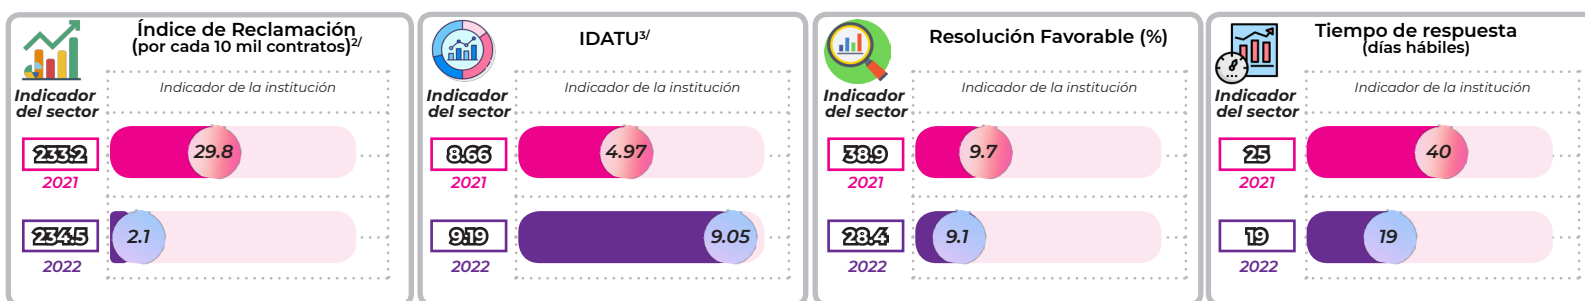 Índice de Reclamación
(por cada 10 mil contratos)2/
Indicador
del sector
Indicador de la institución
233.2
29.8
2021
234.5
2.1
2022
IDATU3/
Indicador
del sector
Indicador de la institución
8.66
4.97
2021
9.19
9.05
2022
Resolución Favorable (%)
Indicador
del sector
Indicador de la institución
38.9
9.7
2021
28.4
9.1
2022
Tiempo de respuesta
(días hábiles)
Indicador
del sector
Indicador de la institución
25
40
2021
19
19
2022